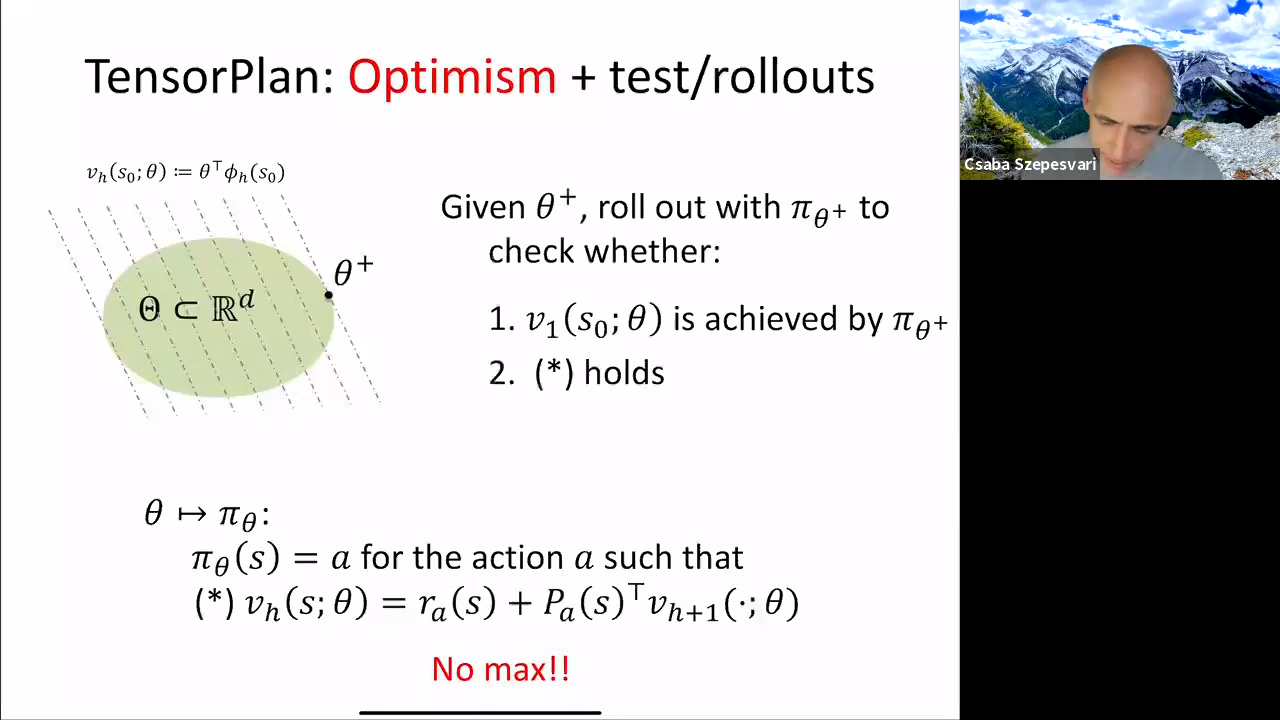 TensorPlan: Optimism + test/rollouts
v_h(s_0; θ) ≔ θ^⊤ϕ_h(s_0)
Θ ⊂ ℝ^d
θ^+
Given θ^+, roll out with π_{θ^+} to
check whether:
1. v_1(s_0; θ) is achieved by π_{θ^+}
2. (*) holds
θ ↦ π_θ:
π_θ(s) = a for the action a such that
(*) v_h(s; θ) = r_a(s) + P_a(s)^⊤v_{h+1}(·; θ)
No max!!
Csaba Szepesvari